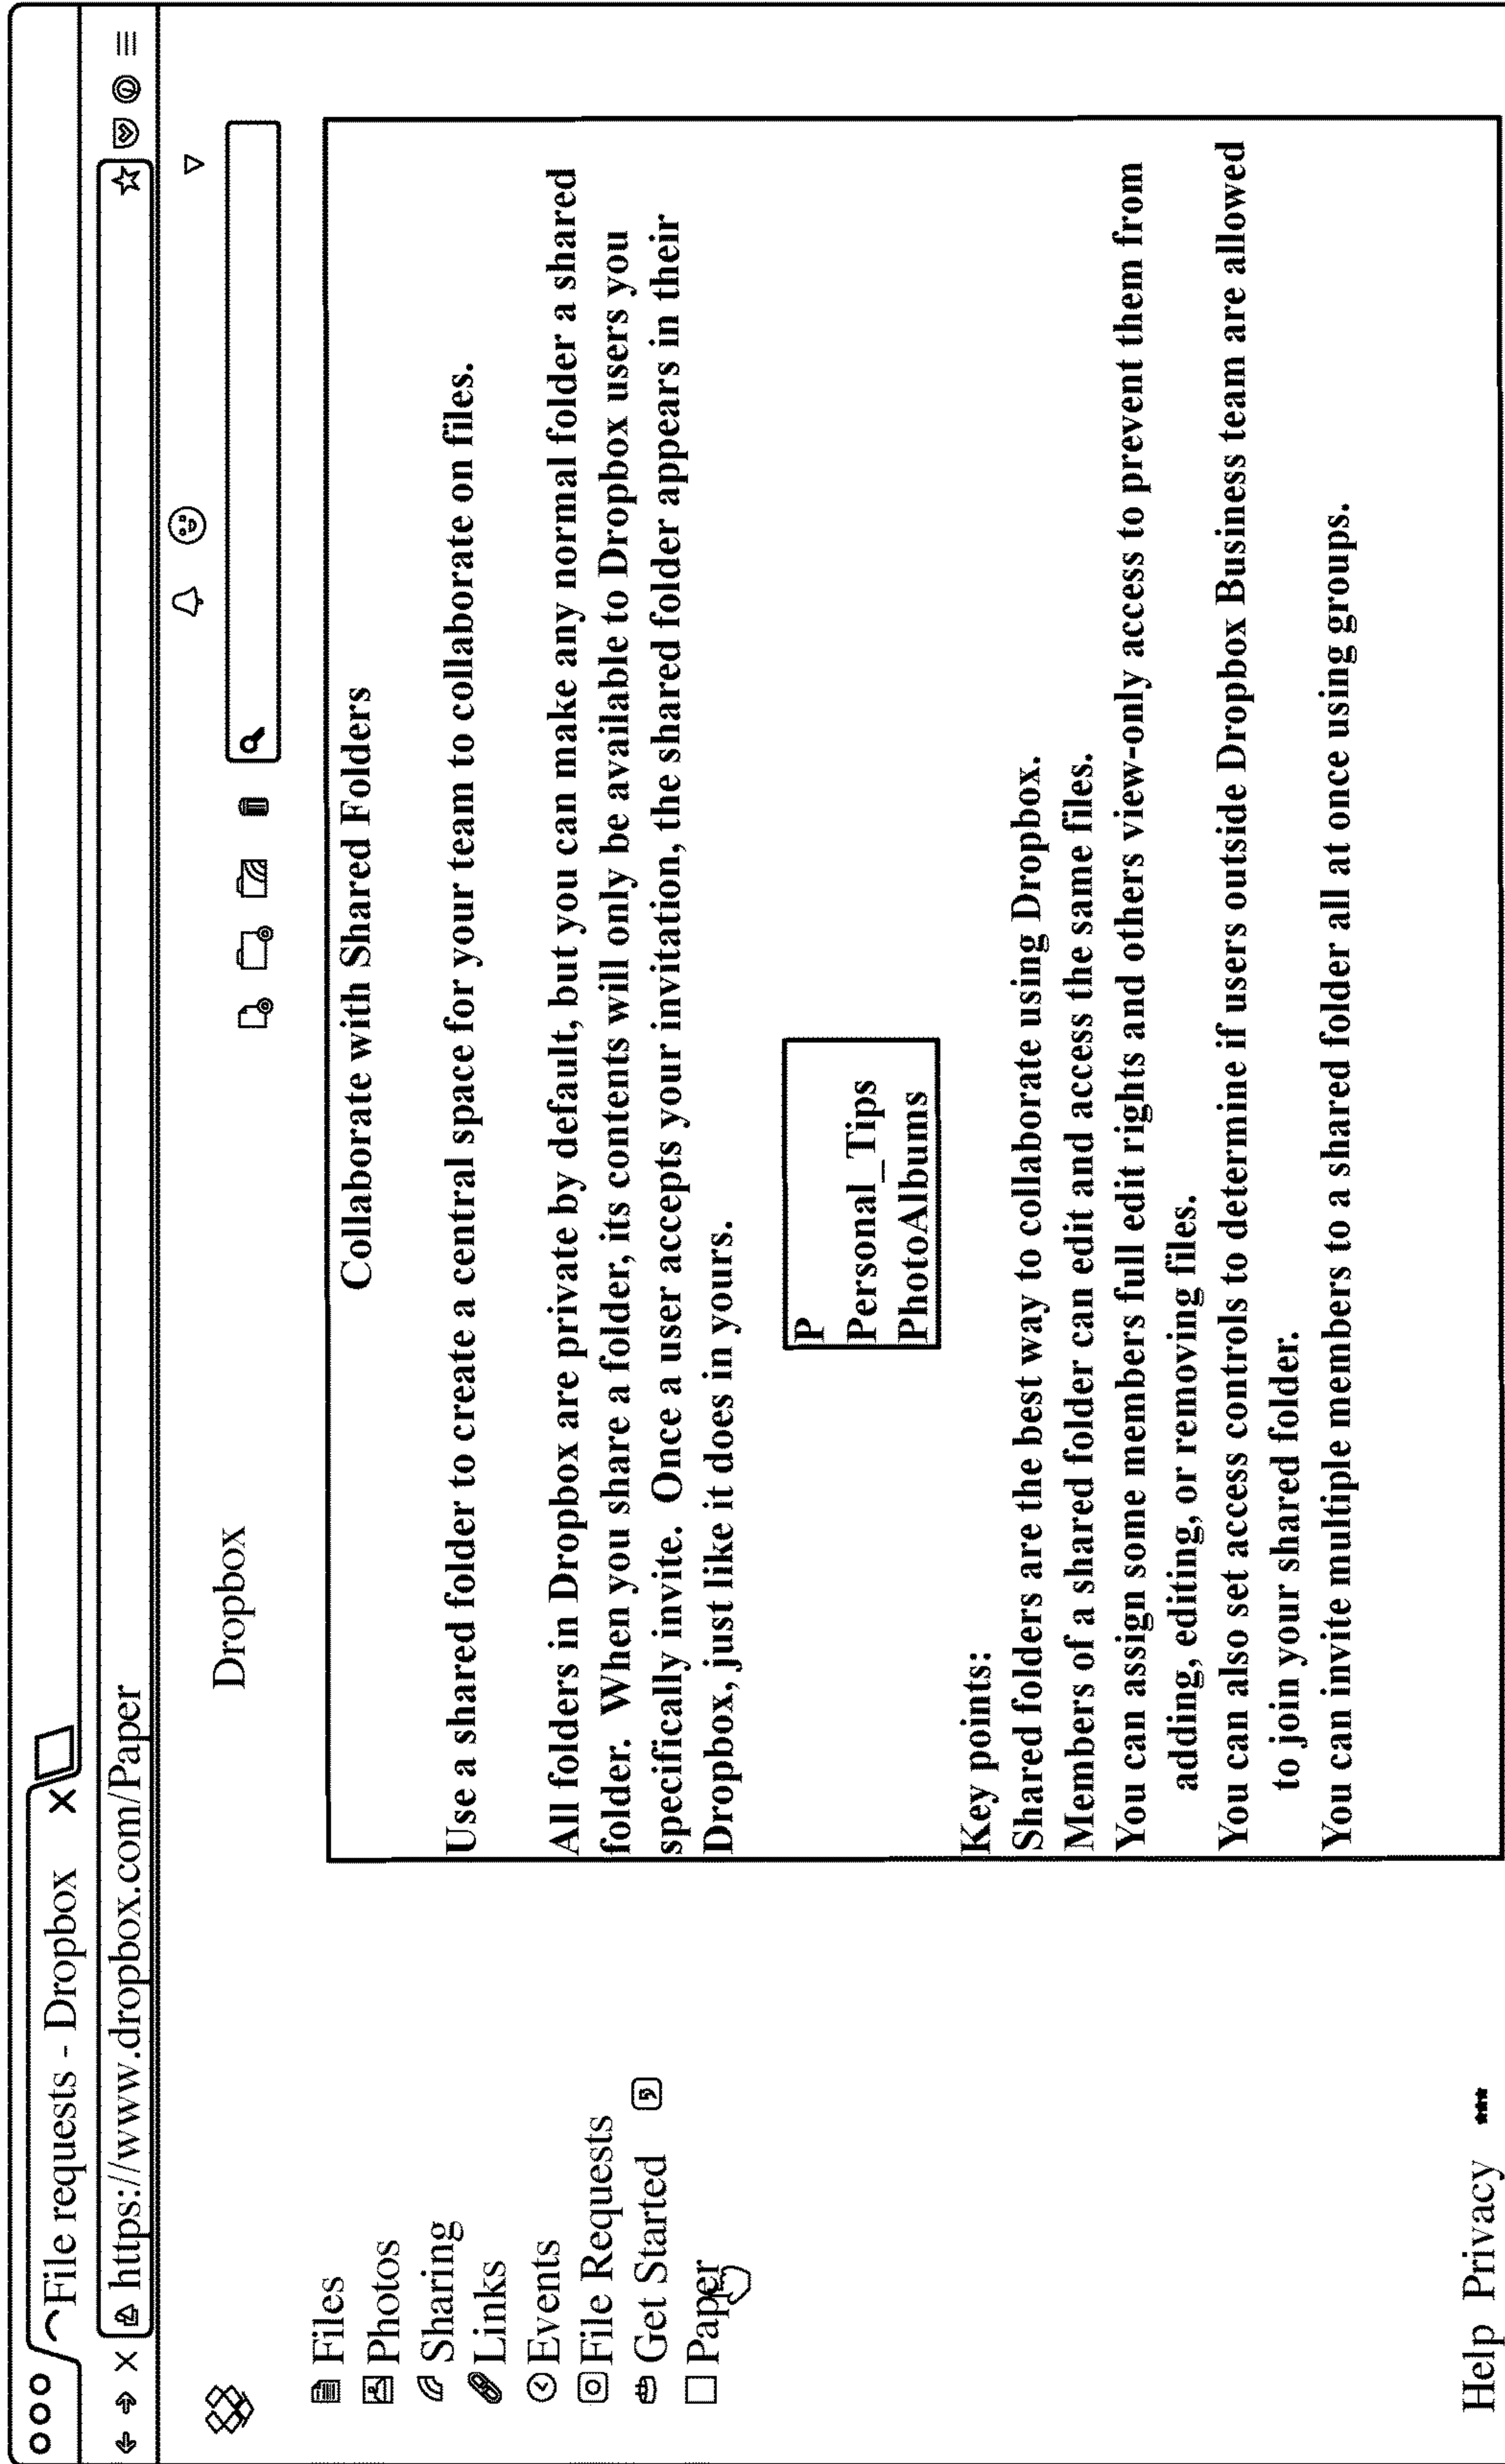 File requests - Dropbox X
https://www.dropbox.com/Paper
Dropbox
Files
Photos
Sharing
Links
Events
File Requests
Get Started
Paper
Help Privacy
Collaborate with Shared Folders
Use a shared folder to create a central space for your team to collaborate on files.
All folders in Dropbox are private by default, but you can make any normal folder a shared
folder. When you share a folder, its contents will only be available to Dropbox users you
specifically invite. Once a user accepts your invitation, the shared folder appears in their
Dropbox, just like it does in yours.
P
Personal_Tips
PhotoAlbums
Key points:
Shared folders are the best way to collaborate using Dropbox.
Members of a shared folder can edit and access the same files.
You can assign some members full edit rights and others view-only access to prevent them from
adding, editing, or removing files.
You can also set access controls to determine if users outside Dropbox Business team are allowed
to join your shared folder.
You can invite multiple members to a shared folder all at once using groups.